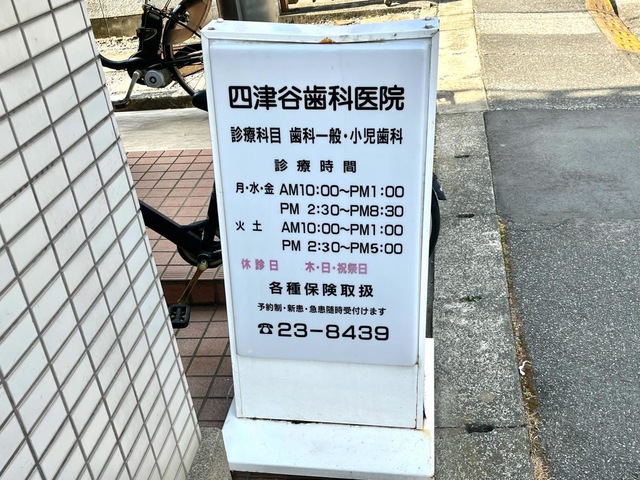 四津谷歯科医院
診療科目 歯科一般・小児歯科
診療時間
月・水・金 AM10:00〜PM1:00
PM 2:30〜PM8:30
火 土 AM10:00〜PM1:00
PM 2:30〜PM5:00
休診日 木・日・祝祭日
各種保険取扱
予約制・新患・急患随時受付けます
☎23-8439